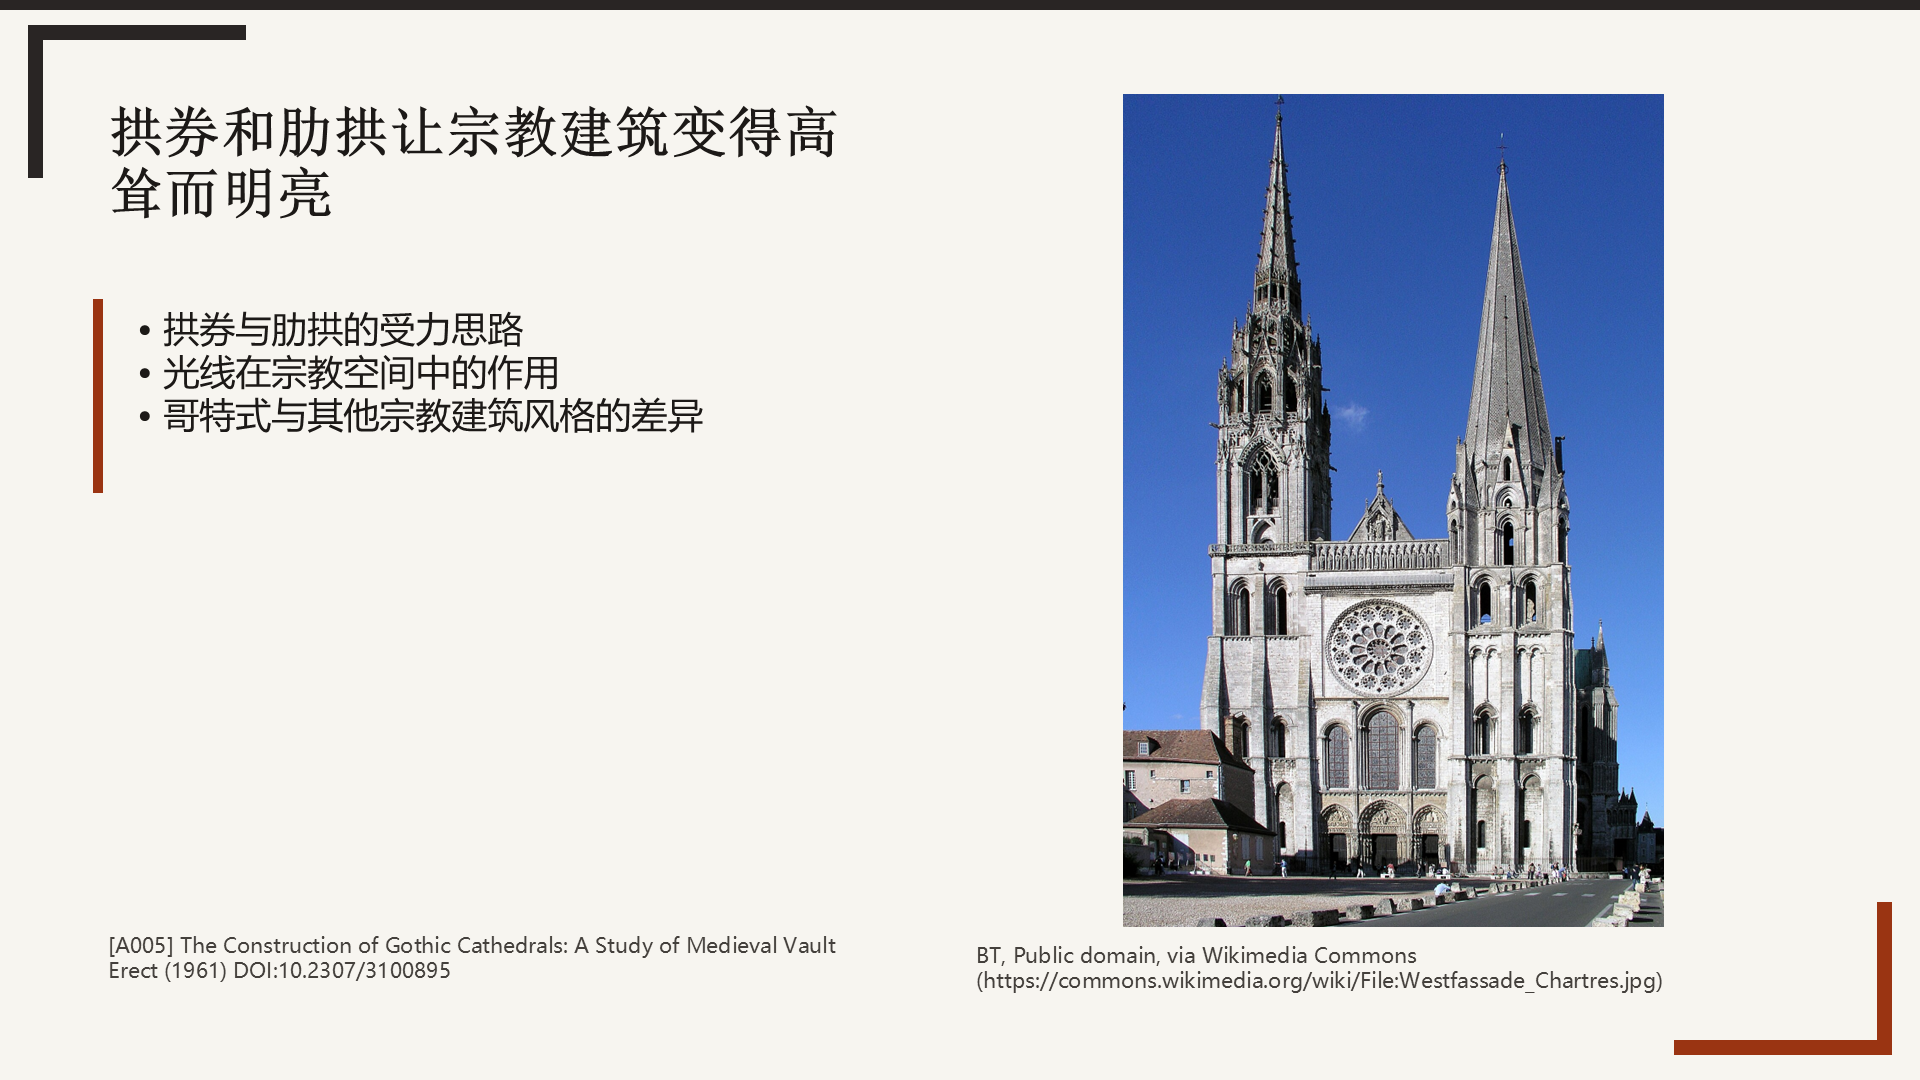 拱券和肋拱让宗教建筑变得高
耸而明亮
• 拱券与肋拱的受力思路
• 光线在宗教空间中的作用
• 哥特式与其他宗教建筑风格的差异
[A005] The Construction of Gothic Cathedrals: A Study of Medieval Vault
Erect (1961) DOI:10.2307/3100895
BT, Public domain, via Wikimedia Commons
(https://commons.wikimedia.org/wiki/File:Westfassade_Chartres.jpg)